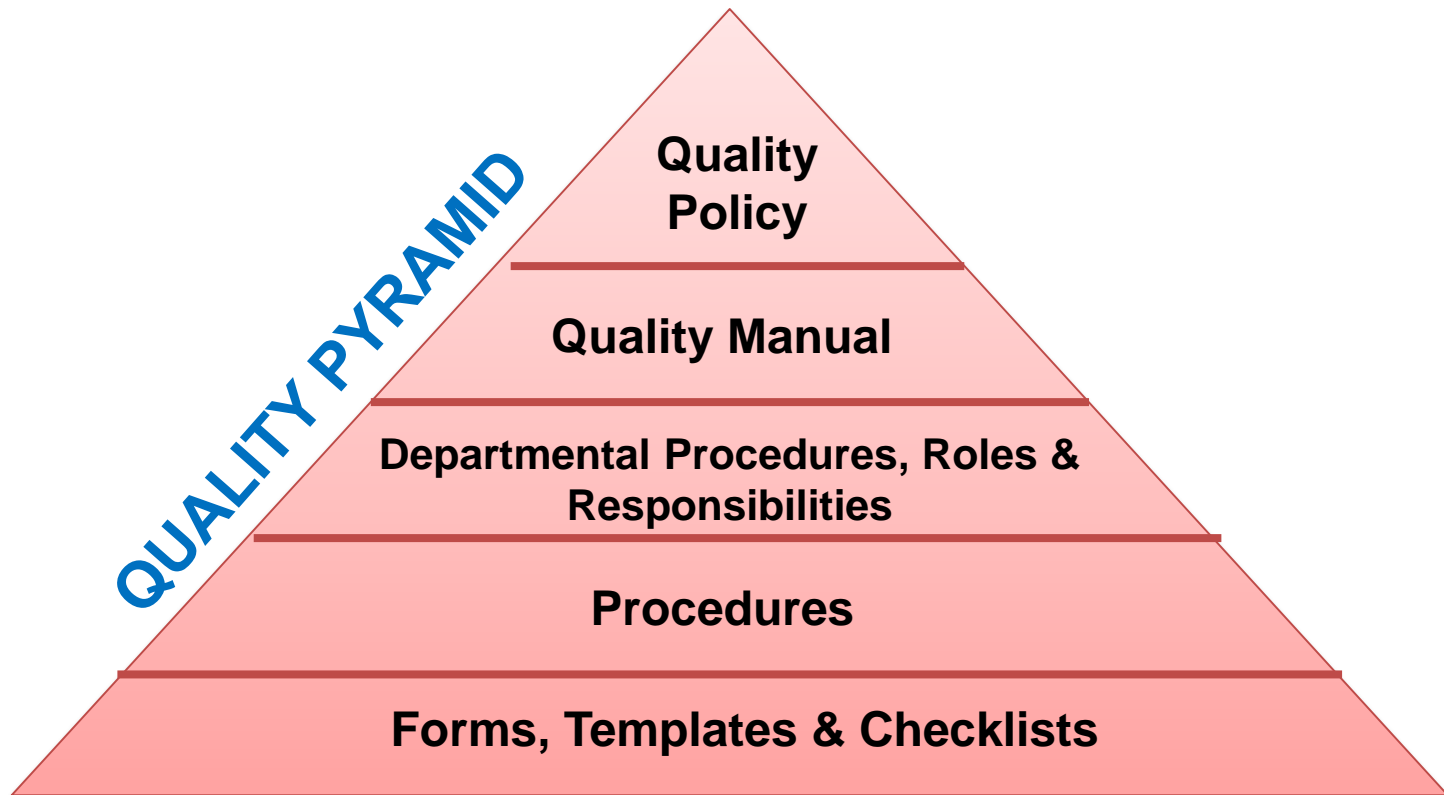 QUALITY PYRAMID
Quality
Policy
Quality Manual
Departmental Procedures, Roles &
Responsibilities
Procedures
Forms, Templates & Checklists